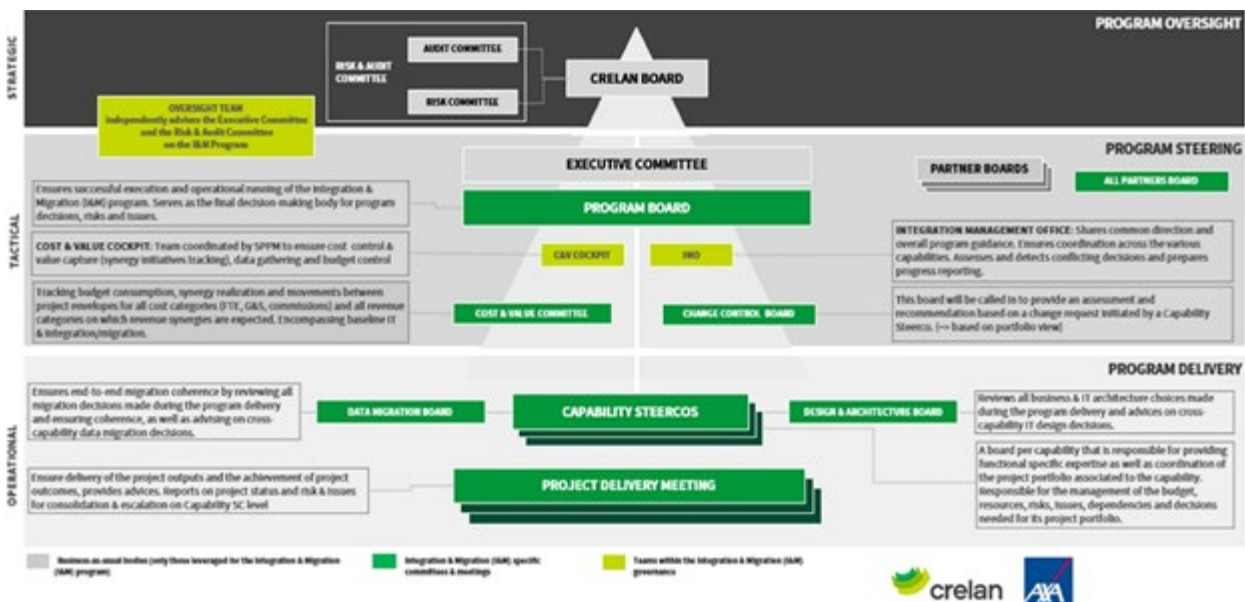 PROGRAM OVERSIGHT
STRATEGIC
AUDIT COMMITTEE
RISK & AUDIT
COMMITTEE
RISK COMMITTEE
CRELAN BOARD
OVERSIGHT TEAM
independently advises the Executive Committee
and the Risk & Audit Committee
on the I&M Program
PROGRAM STEERING
TACTICAL
EXECUTIVE COMMITTEE
PARTNER BOARDS
ALL PARTNERS BOARD
Ensures successful execution and operational running of the Integration &
Migration (I&M) program. Serves as the final decision-making body for program
decisions, risks and issues.
PROGRAM BOARD
COST & VALUE COCKPIT: Team coordinated by SPPM to ensure cost control &
value capture (synergy initiatives tracking), data gathering and budget control
C&V COCKPIT
IMO
INTEGRATION MANAGEMENT OFFICE: Shares common direction and
overall program guidance. Ensures coordination across the various
capabilities. Assesses and detects conflicting decisions and prepares
progress reporting.
Tracking budget consumption, synergy realization and movements between
project envelopes for all cost categories (FTE, G&S, commissions) and all revenue
categories on which revenue synergies are expected. Encompassing baseline IT
& integration/migration.
COST & VALUE COMMITTEE
CHANGE CONTROL BOARD
This board will be called in to provide an assessment and
recommendation based on a change request initiated by a Capability
Steerco. (~> based on portfolio view)
PROGRAM DELIVERY
OPERATIONAL
Ensures end-to-end migration coherence by reviewing all
migration decisions made during the program delivery
and ensuring coherence, as well as advising on cross-
capability data migration decisions.
DATA MIGRATION BOARD
CAPABILITY STEERCOS
DESIGN & ARCHITECTURE BOARD
Reviews all business & IT architecture choices made
during the program delivery and advices on cross-
capability IT design decisions.
Ensure delivery of the project outputs and the achievement of project
outcomes, provides advices. Reports on project status and risk & issues
for consolidation & escalation on Capability SC level
PROJECT DELIVERY MEETING
A board per capability that is responsible for providing
functional specific expertise as well as coordination of
the project portfolio associated to the capability.
Responsible for the management of the budget,
resources, risks, issues, dependencies and decisions
needed for its project portfolio.
Business as usual bodies (only those leveraged for the Integration & Migration
(I&M) program)
Integration & Migration (I&M) specific
committees & meetings
Teams within the Integration & Migration (I&M)
governance
crelan
AXA